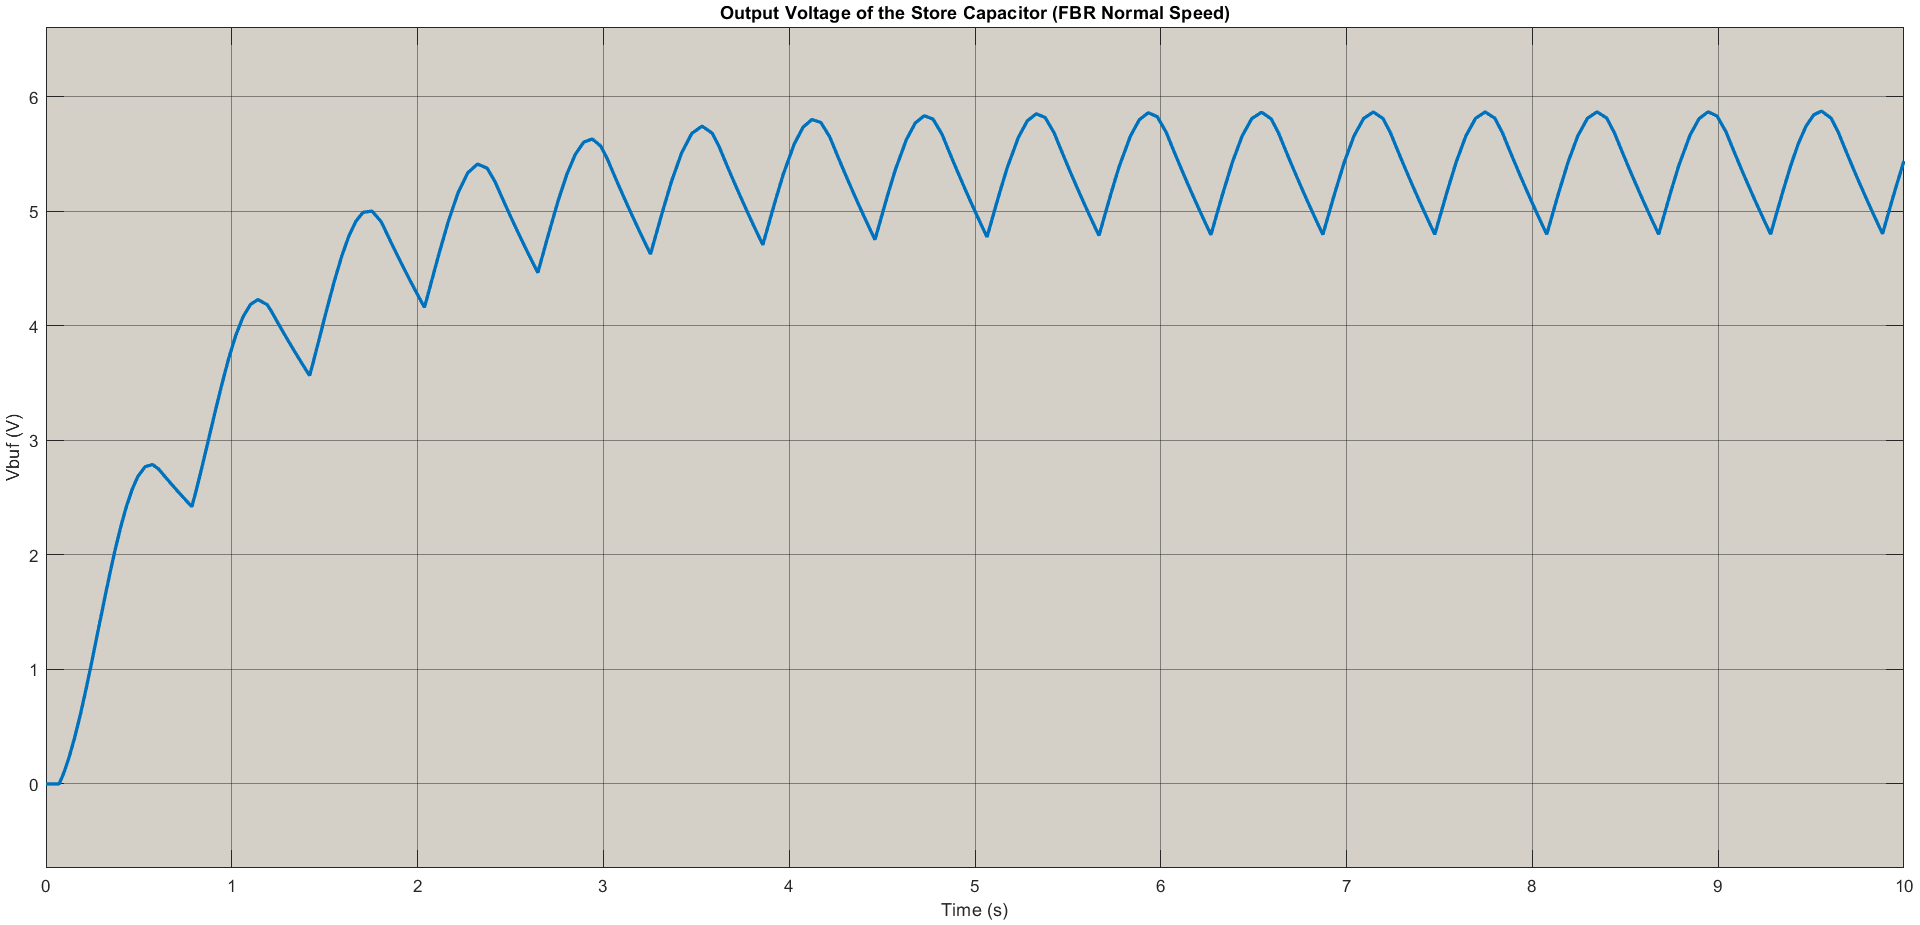 Output Voltage of the Store Capacitor (FBR Normal Speed)
6
5
4
3
2
1
0
Vbuf (V)
0 1 2 3 4 5 6 7 8 9 10
Time (s)